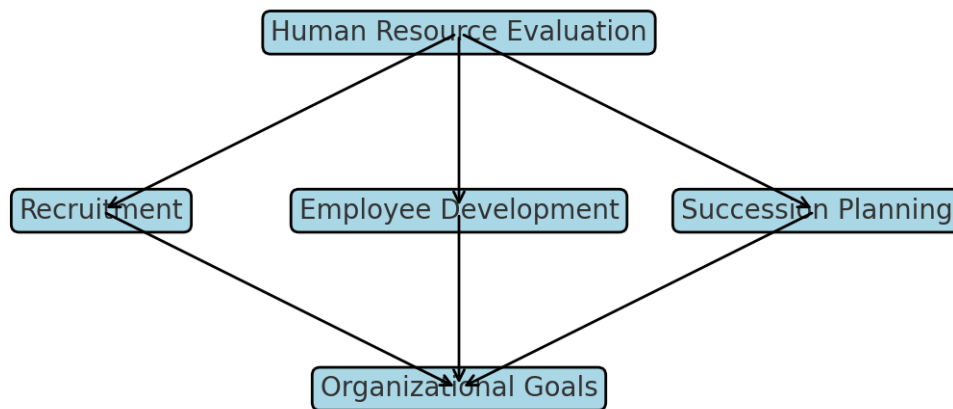 Human Resource Evaluation
Recruitment
Employee Development
Succession Planning
Organizational Goals